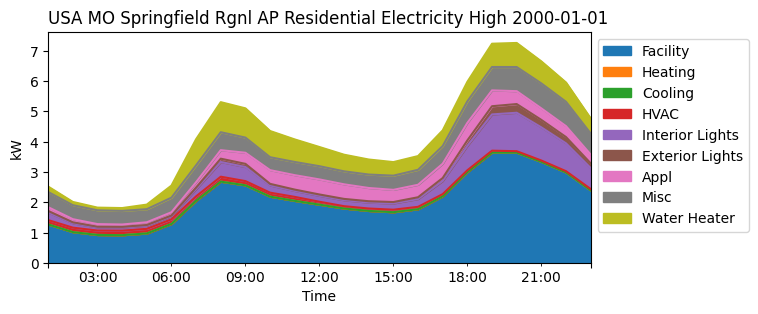 USA MO Springfield Rgnl AP Residential Electricity High 2000-01-01
7
6
5
4
3
2
1
0
kW
03:00 06:00 09:00 12:00 15:00 18:00 21:00
Time
Facility
Heating
Cooling
HVAC
Interior Lights
Exterior Lights
Appl
Misc
Water Heater